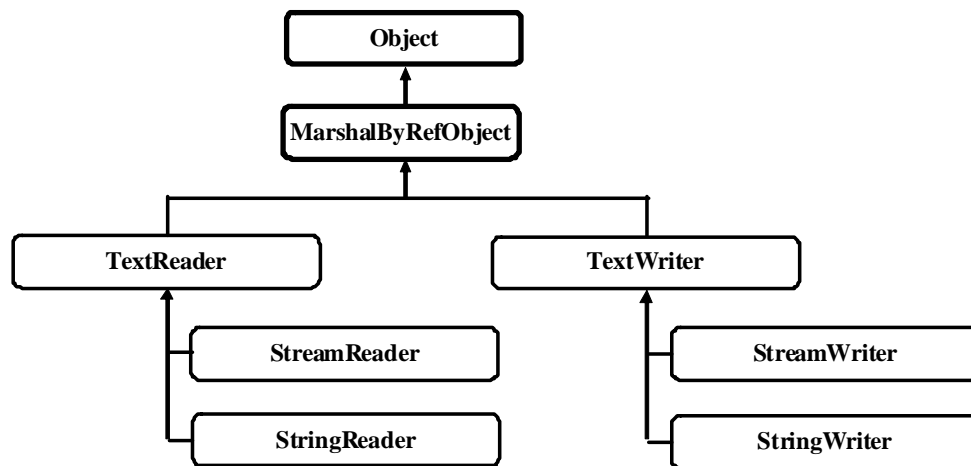 Object
MarshalByRefObject
TextReader
TextWriter
StreamReader
StreamWriter
StringReader
StringWriter